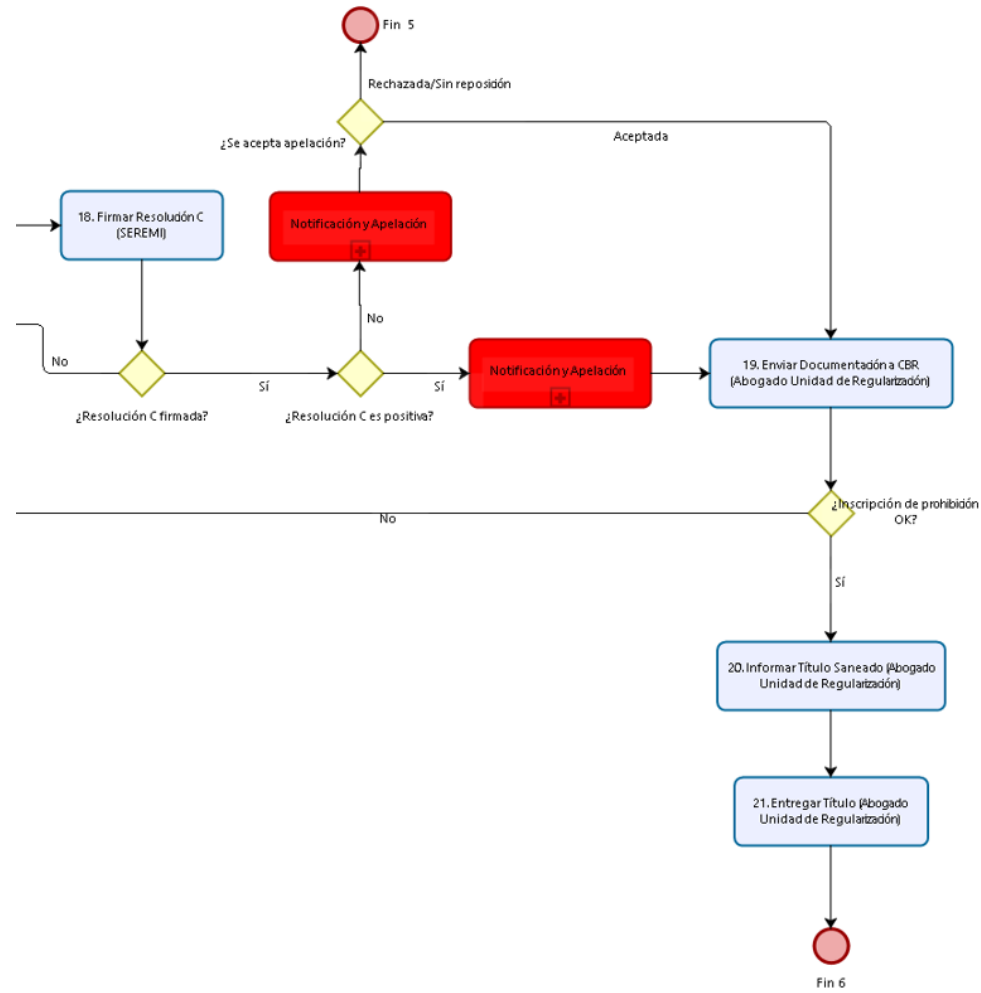 Fin 5
Rechazada/Sin reposición
¿Se acepta apelación?
Aceptada
18. Firmar Resolución C
(SEREMI)
Notificación y Apelación
No
No
Sí
Sí
¿Resolución C firmada?
¿Resolución C es positiva?
Notificación y Apelación
19. Enviar Documentación a CBR
(Abogado Unidad de Regularización)
¿Inscripción de prohibición
OK?
No
Sí
20. Informar Título Saneado (Abogado
Unidad de Regularización)
21. Entregar Título (Abogado
Unidad de Regularización)
Fin 6